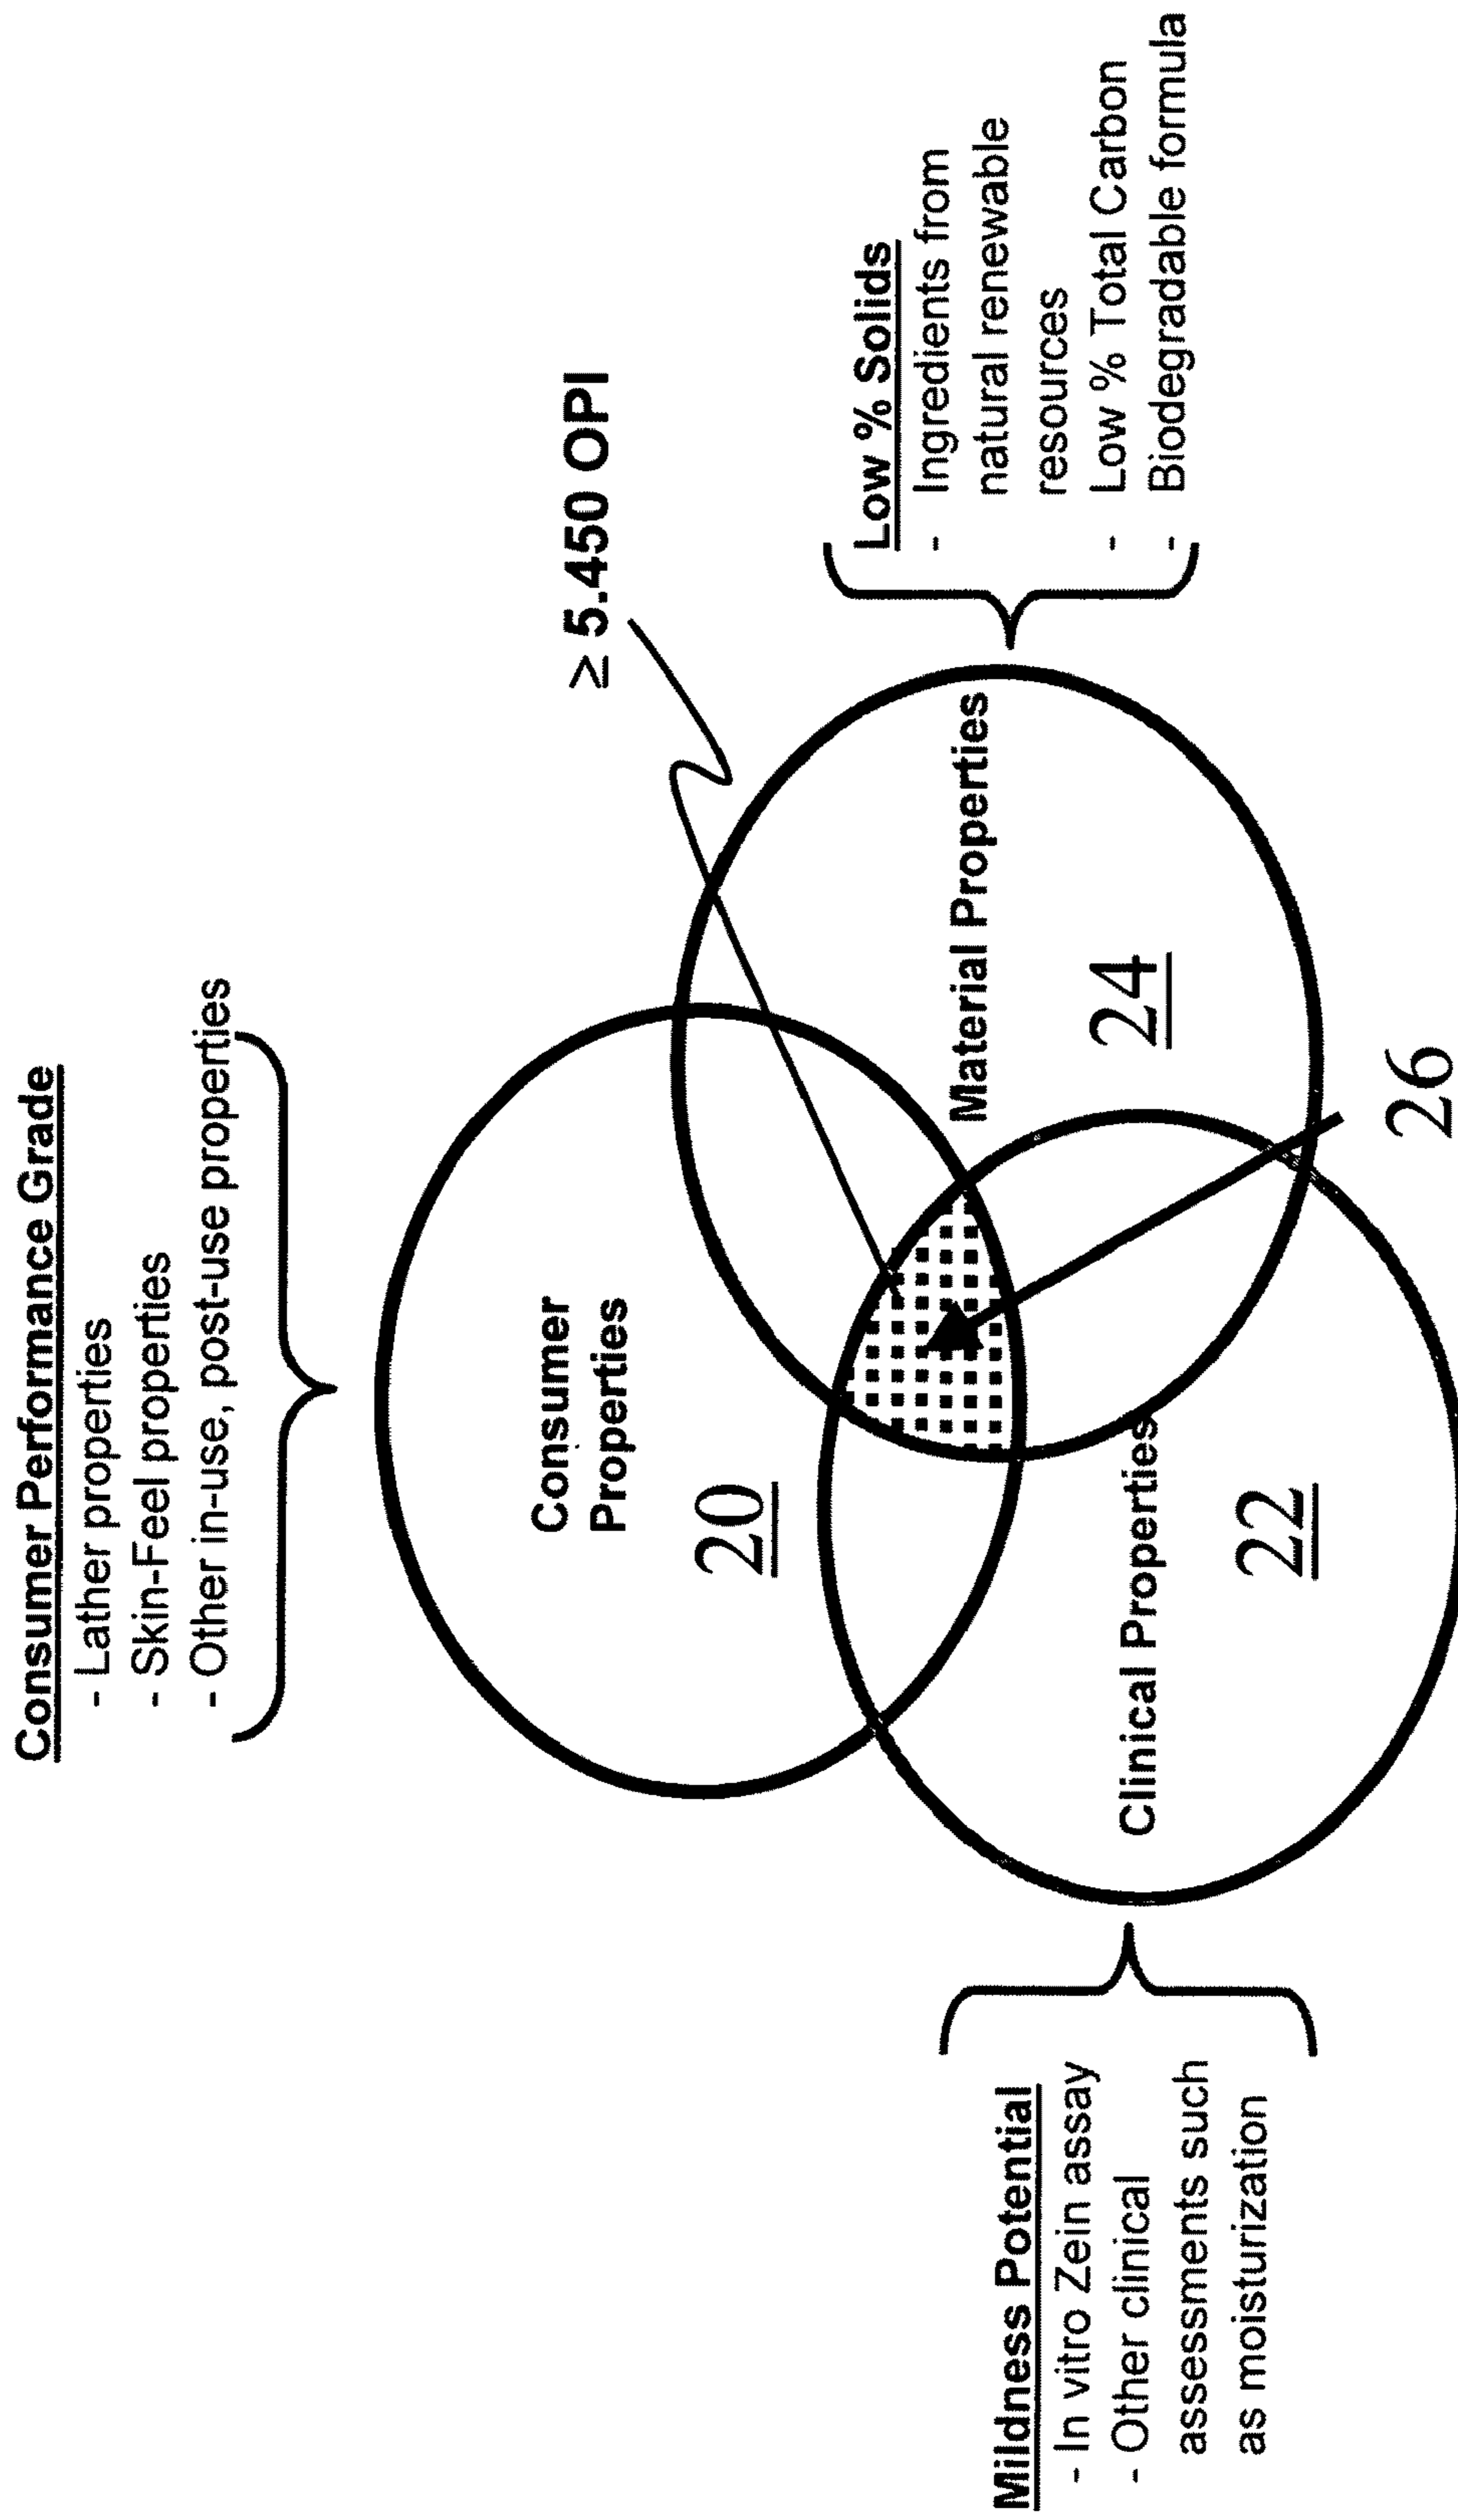 Consumer Performance Grade
- Lather properties
- Skin-Feel properties
- Other in-use, post-use properties
Consumer
Properties
20
≥ 5.450 OPI
Mildness Potential
- In vitro Zein assay
- Other clinical
assessments such
as moisturization
Clinical Properties
22
Material Properties
24
26
Low % Solids
- Ingredients from
natural renewable
resources
- Low % Total Carbon
- Biodegradable formula